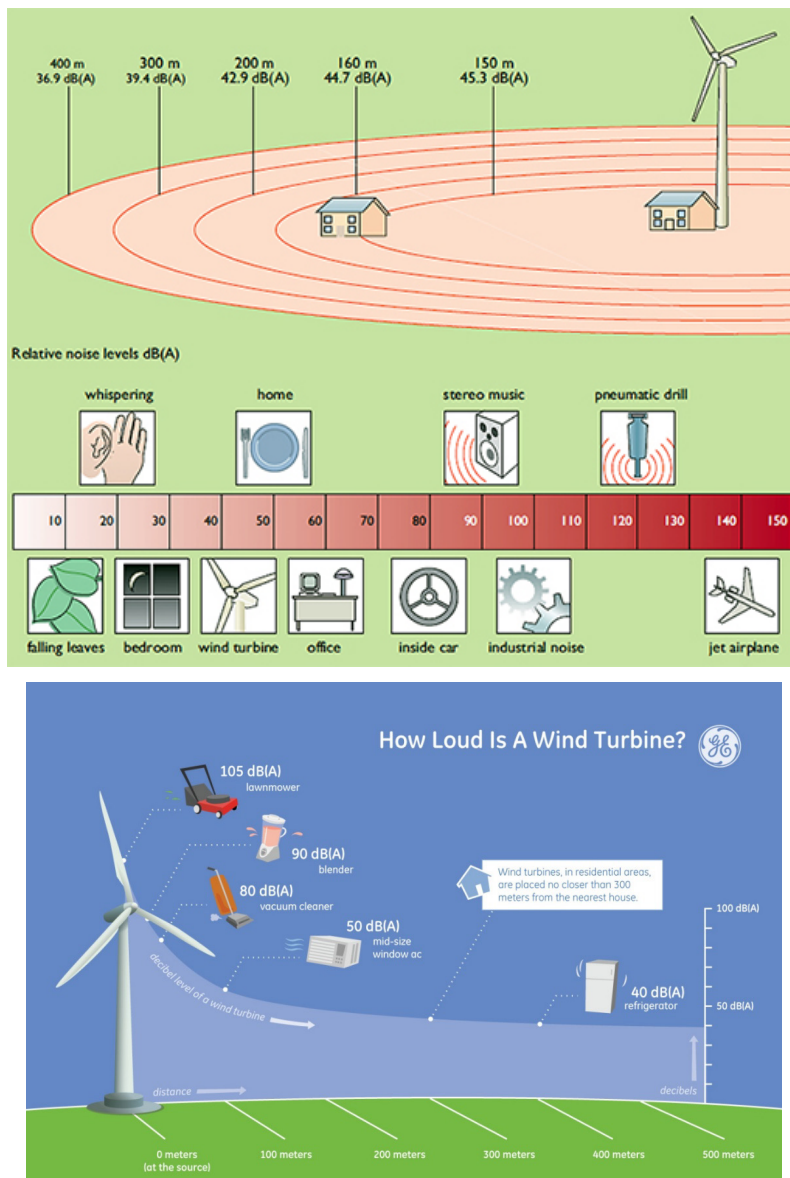 400 m
36.9 dB(A)
300 m
39.4 dB(A)
200 m
42.9 dB(A)
160 m
44.7 dB(A)
150 m
45.3 dB(A)
Relative noise levels dB(A)
whispering
home
stereo music
pneumatic drill
10 20 30 40 50 60 70 80 90 100 110 120 130 140 150
falling leaves
bedroom
wind turbine
office
inside car
industrial noise
jet airplane
How Loud Is A Wind Turbine?
GE
105 dB(A)
lawnmower
90 dB(A)
blender
80 dB(A)
vacuum cleaner
50 dB(A)
mid-size
window ac
Wind turbines, in residential areas,
are placed no closer than 300
meters from the nearest house.
100 dB(A)
40 dB(A)
refrigerator
50 dB(A)
decibel level of a wind turbine
distance
decibels
0 meters
(at the source)
100 meters
200 meters
300 meters
400 meters
500 meters